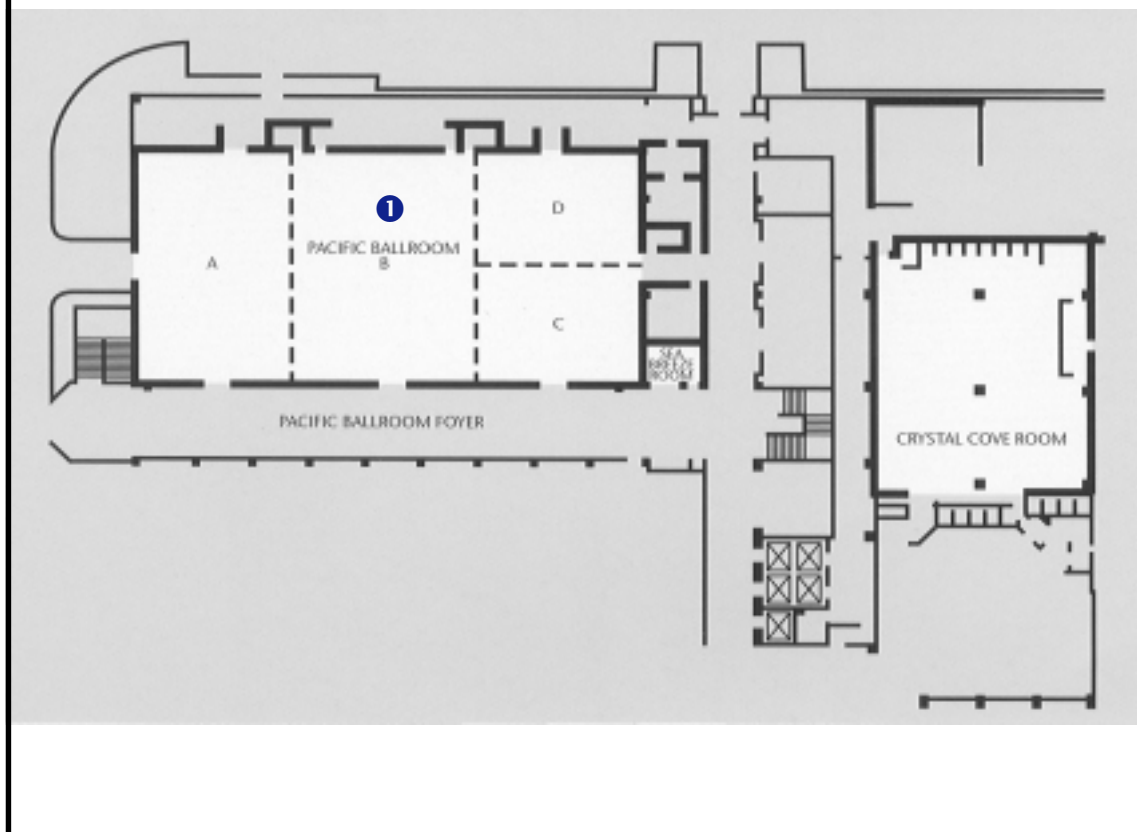 1
D
PACIFIC BALLROOM
A
B
C
SEA
BREEZE
ROOM
PACIFIC BALLROOM FOYER
CRYSTAL COVE ROOM